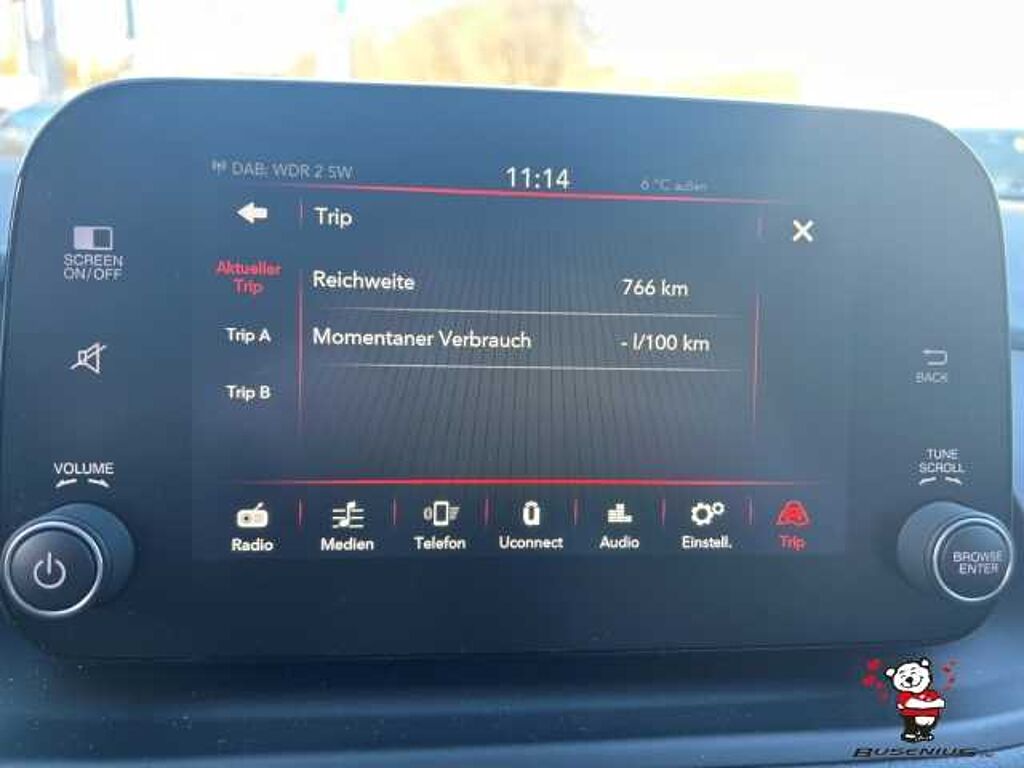 DAB: WDR 2 SW 11:14 6 °C außen
Trip
SCREEN
ON/OFF
Aktueller
Trip
Reichweite 766 km
Trip A
Momentaner Verbrauch - l/100 km
BACK
Trip B
VOLUME
TUNE
SCROLL
Radio Medien Telefon Uconnect Audio Einstell. Trip
BROWSE
ENTER
BUSENIUS